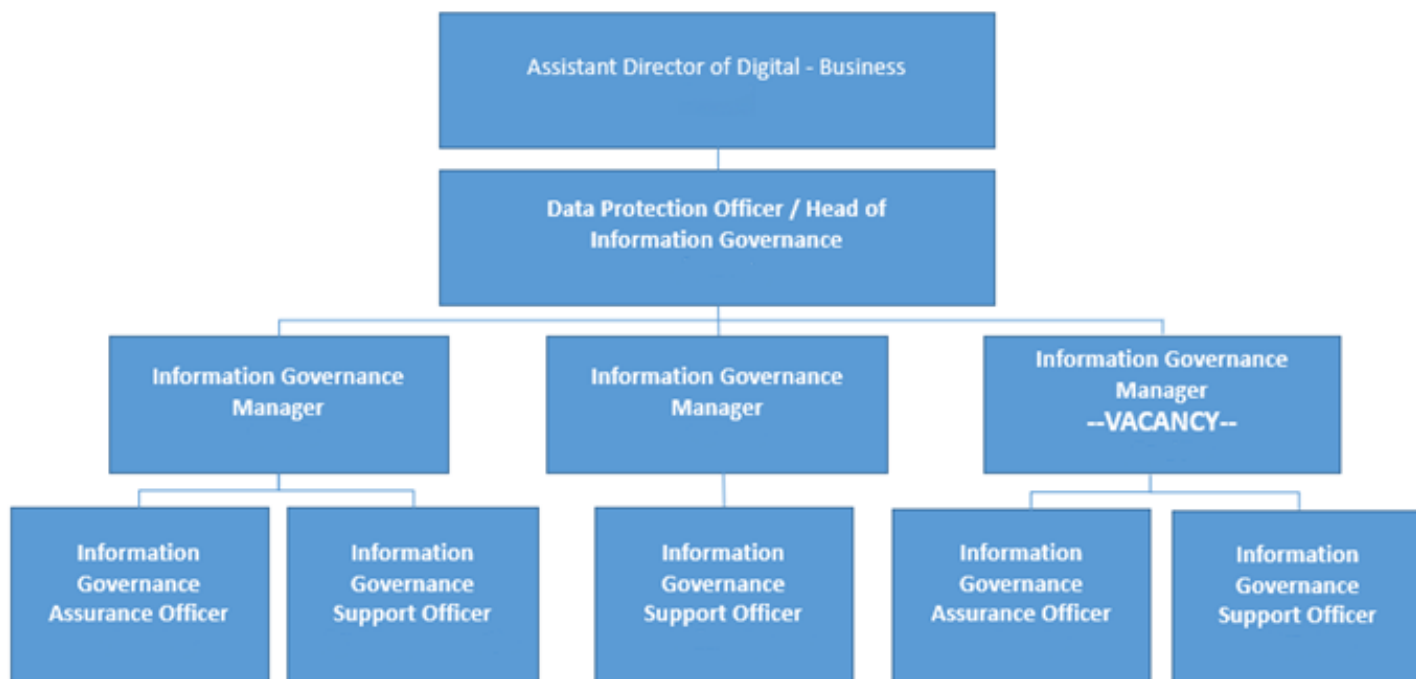 Assistant Director of Digital - Business
Data Protection Officer / Head of
Information Governance
Information Governance
Manager
Information Governance
Manager
Information Governance
Manager
--VACANCY--
Information
Governance
Assurance Officer
Information
Governance
Support Officer
Information
Governance
Support Officer
Information
Governance
Assurance Officer
Information
Governance
Support Officer